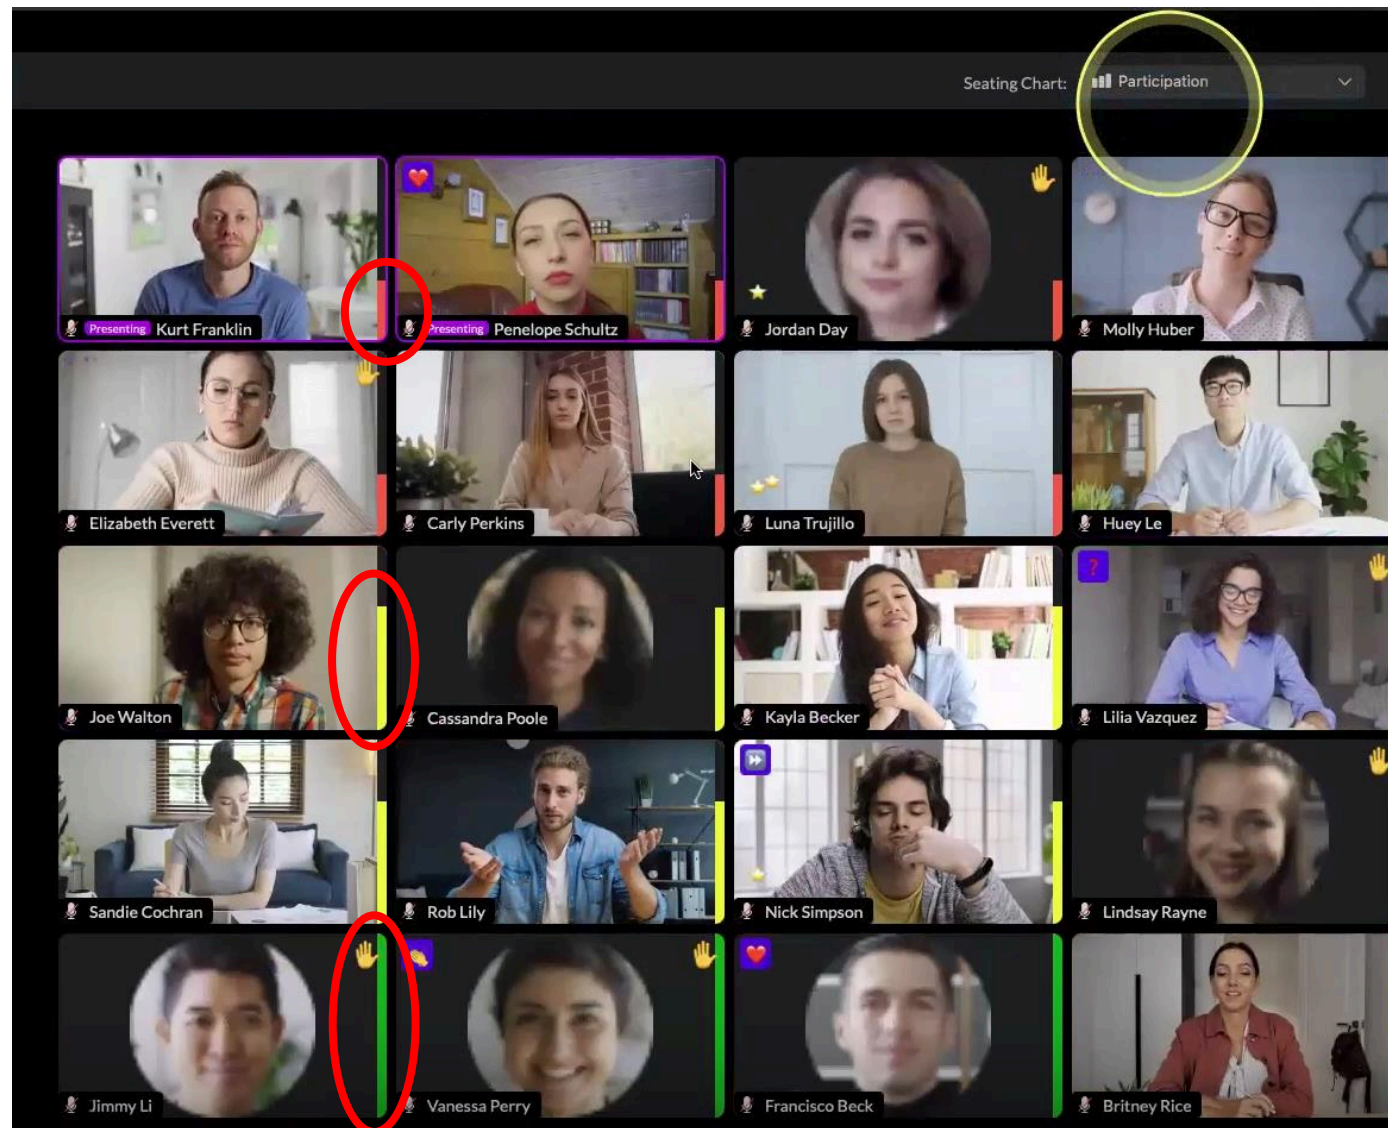 Seating Chart: Participation
Presenting Kurt Franklin
Presenting Penelope Schultz
Jordan Day
Molly Huber
Elizabeth Everett
Carly Perkins
Luna Trujillo
Huey Le
?
Joe Walton
Cassandra Poole
Kayla Becker
Lilia Vazquez
Sandie Cochran
Rob Lily
Nick Simpson
Lindsay Rayne
Jimmy Li
Vanessa Perry
Francisco Beck
Britney Rice